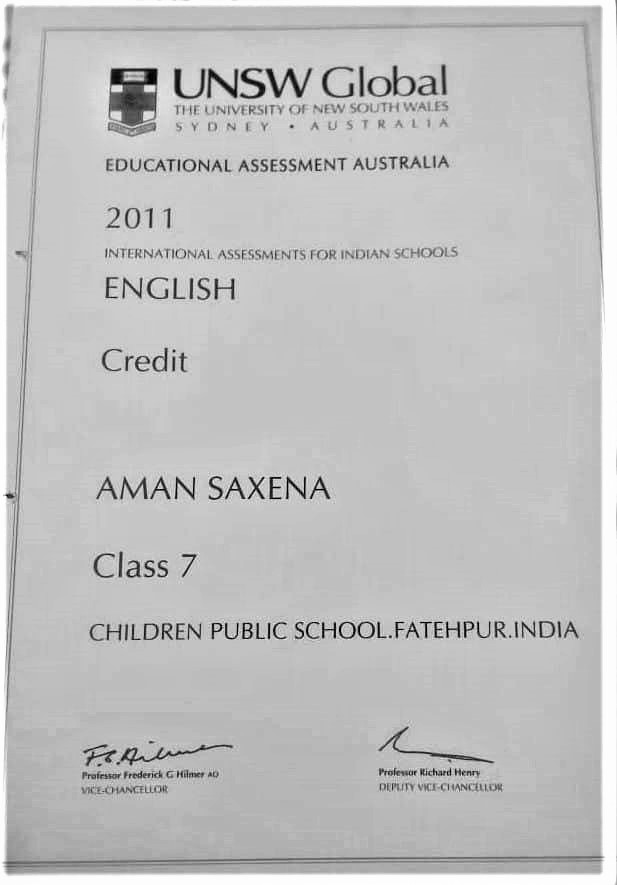 UNSW Global
THE UNIVERSITY OF NEW SOUTH WALES
SYDNEY • AUSTRALIA
EDUCATIONAL ASSESSMENT AUSTRALIA
2011
INTERNATIONAL ASSESSMENTS FOR INDIAN SCHOOLS
ENGLISH
Credit
AMAN SAXENA
Class 7
CHILDREN PUBLIC SCHOOL.FATEHPUR.INDIA
F.G.Hilmer
Professor Frederick G Hilmer AO
VICE-CHANCELLOR
Professor Richard Henry
DEPUTY VICE-CHANCELLOR